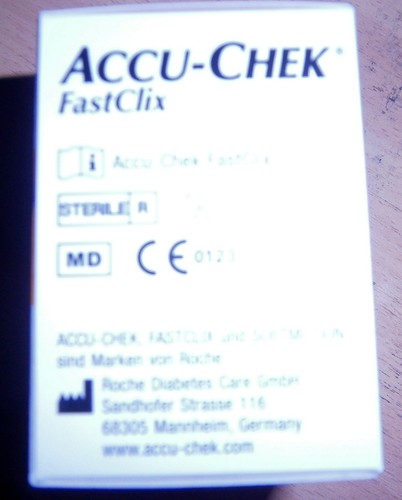 ACCU-CHEK®
FastClix
i Accu-Chek FastClix
STERILE R
MD CE 0123
ACCU-CHEK, FASTCLIX und SOFTCLIX
sind Marken von Roche
Roche Diabetes Care GmbH
Sandhofer Strasse 116
68305 Mannheim, Germany
www.accu-chek.com